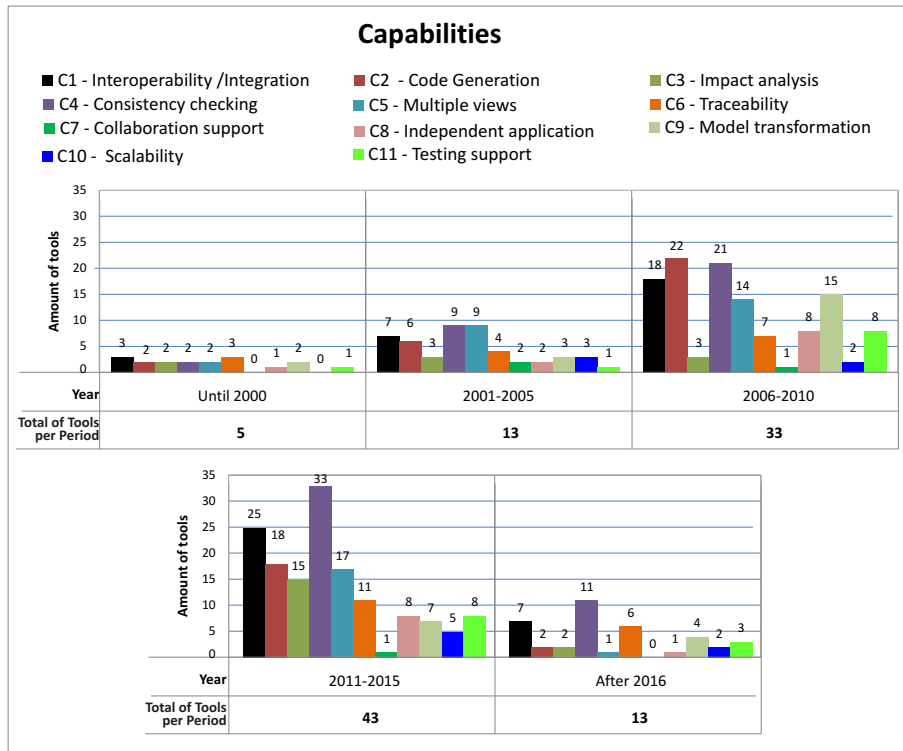 Capabilities
C1 - Interoperability /Integration
C2 - Code Generation
C3 - Impact analysis
C4 - Consistency checking
C5 - Multiple views
C6 - Traceability
C7 - Collaboration support
C8 - Independent application
C9 - Model transformation
C10 - Scalability
C11 - Testing support
Amount of tools
35
30
25
20
15
10
5
0
3 2 2 2 2 3 0 1 2 0 1
7 6 3 9 9 4 2 2 3 3 1
18 22 3 21 14 7 1 8 15 2 8
Year Until 2000 2001-2005 2006-2010
Total of Tools
per Period
5 13 33
Amount of tools
35
30
25
20
15
10
5
0
25 18 15 33 17 11 1 8 7 5 8
7 2 2 11 1 6 0 1 4 2 3
Year 2011-2015 After 2016
Total of Tools
per Period
43 13